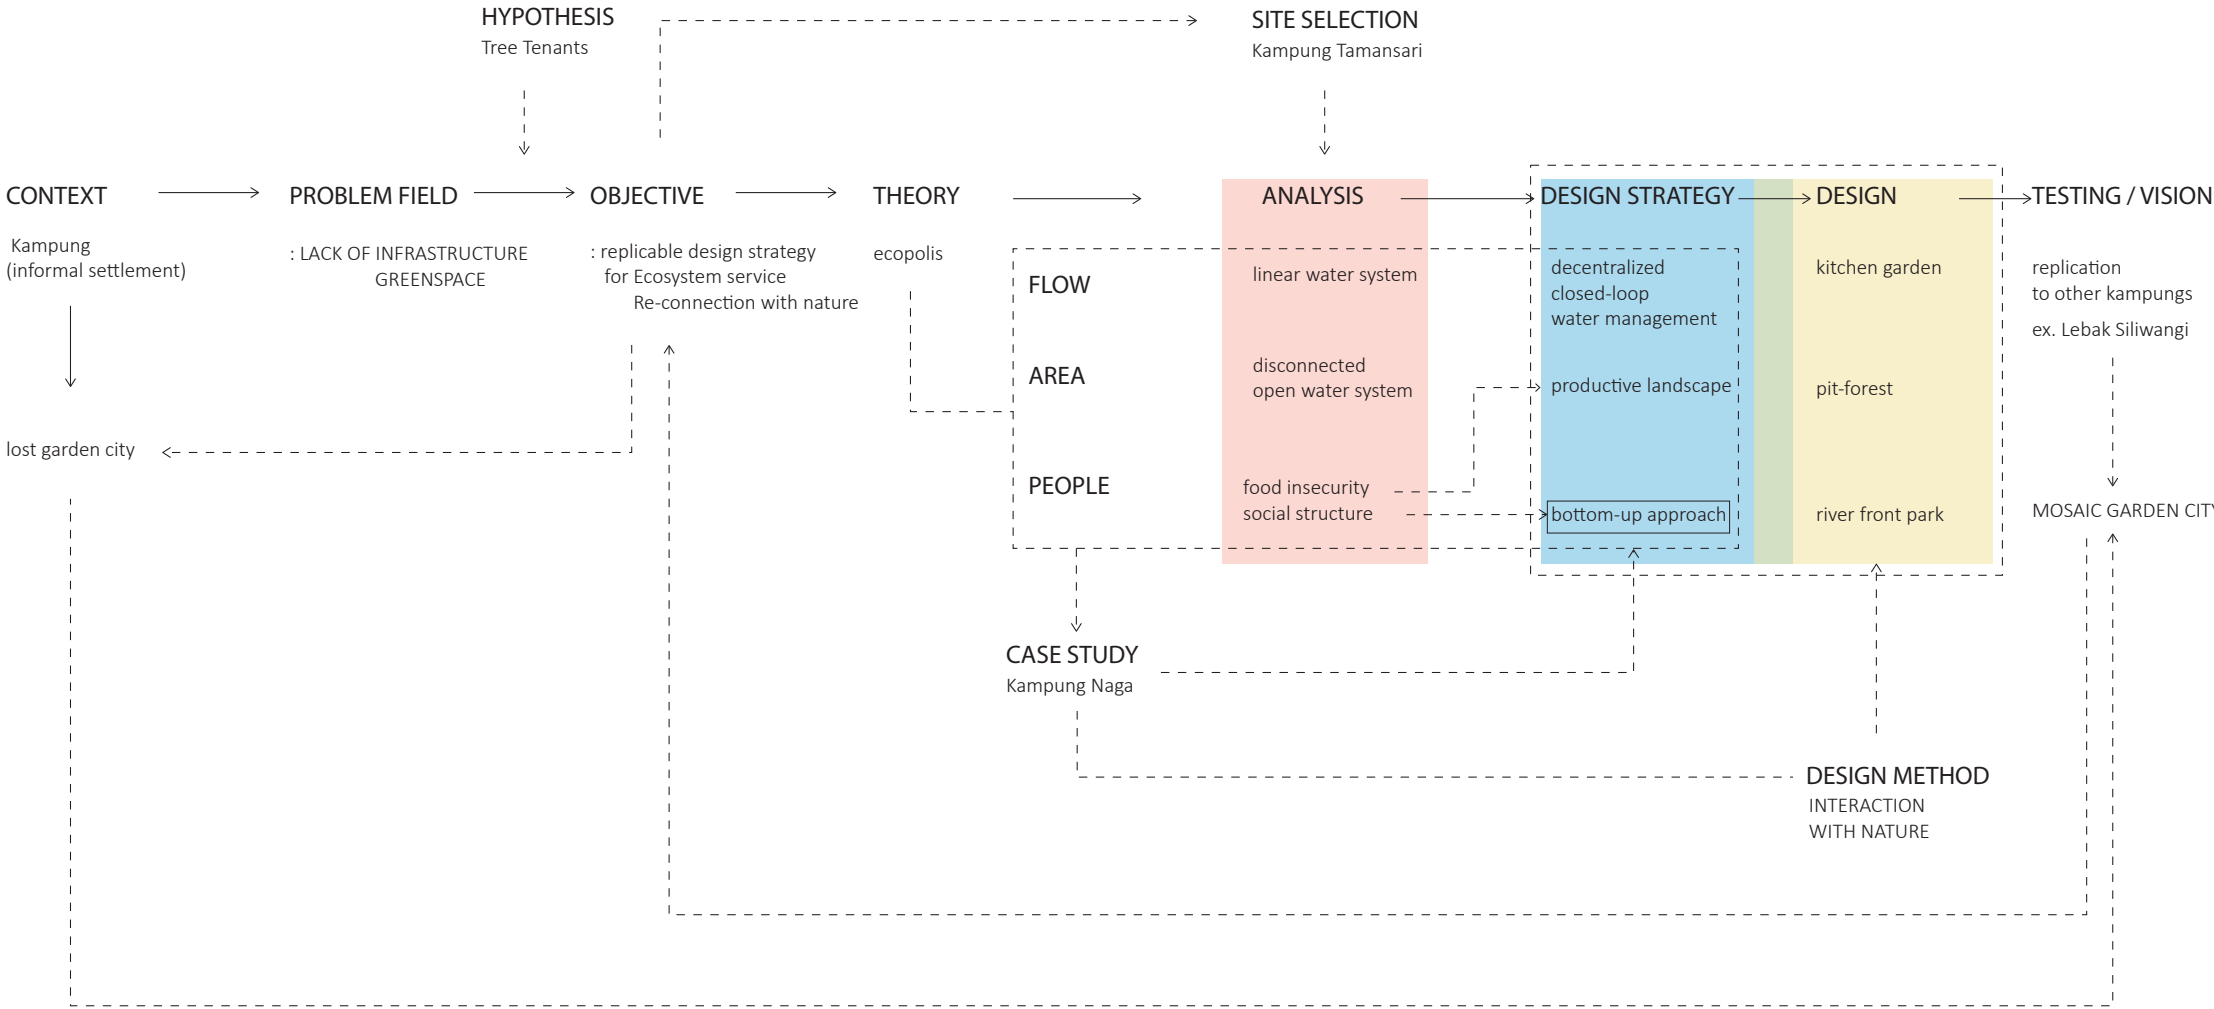 HYPOTHESIS
Tree Tenants
SITE SELECTION
Kampung Tamansari
CONTEXT
Kampung
(informal settlement)
lost garden city
PROBLEM FIELD
: LACK OF INFRASTRUCTURE
GREENSPACE
OBJECTIVE
: replicable design strategy
for Ecosystem service
Re-connection with nature
THEORY
ecopolis
FLOW
AREA
PEOPLE
ANALYSIS
linear water system
disconnected
open water system
food insecurity
social structure
DESIGN STRATEGY
decentralized
closed-loop
water management
productive landscape
bottom-up approach
DESIGN
kitchen garden
pit-forest
river front park
TESTING / VISION
replication
to other kampungs
ex. Lebak Siliwangi
MOSAIC GARDEN CITY
CASE STUDY
Kampung Naga
DESIGN METHOD
INTERACTION
WITH NATURE